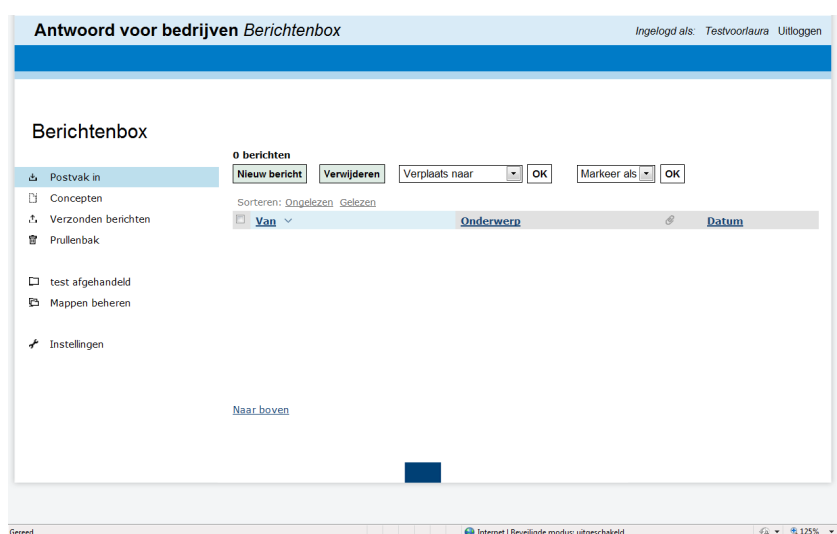 Antwoord voor bedrijven Berichtenbox
Ingelogd als: Testvoorlaura Uitloggen
Berichtenbox
0 berichten
Nieuw bericht Verwijderen Verplaats naar OK Markeer als OK
Postvak in
Concepten
Verzonden berichten
Prullenbak
test afgehandeld
Mappen beheren
Instellingen
Sorteren: Ongelezen Gelezen
Van Onderwerp Datum
Naar boven
Gereed Internet | Beveiligde modus: uitgeschakeld 125%